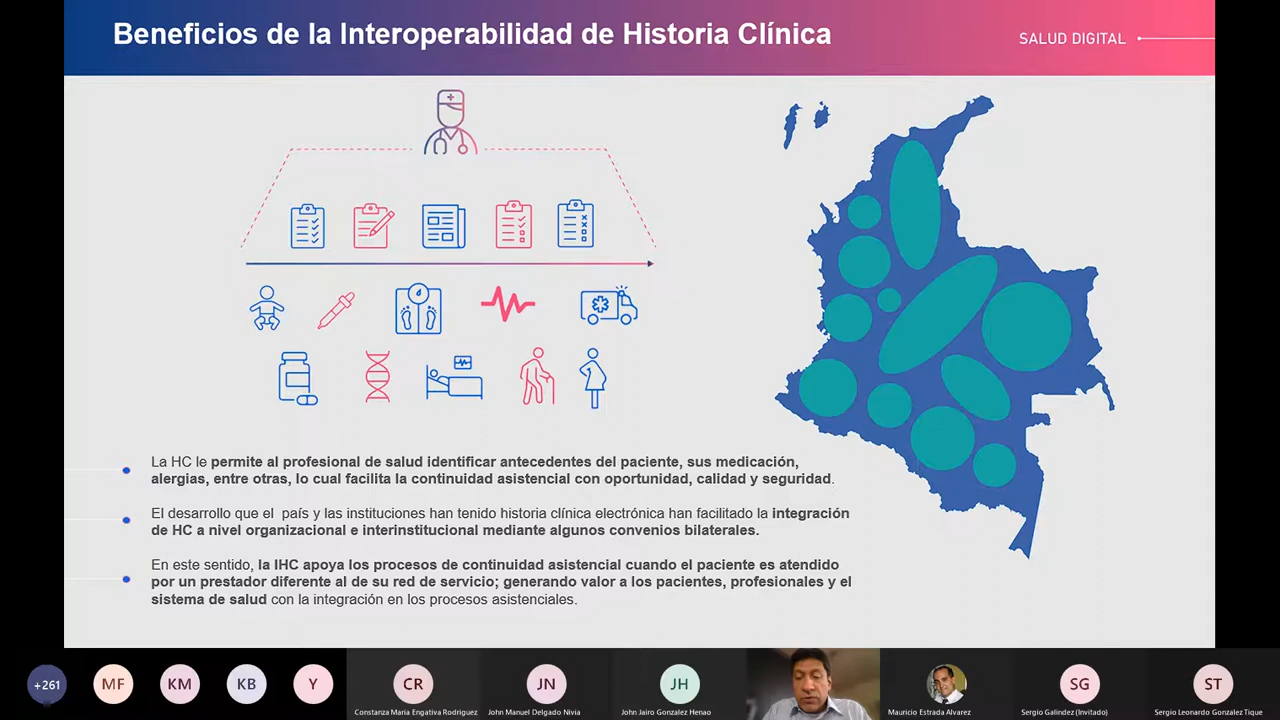 Beneficios de la Interoperabilidad de Historia Clínica
SALUD DIGITAL
La HC le permite al profesional de salud identificar antecedentes del paciente, sus medicación,
alergias, entre otras, lo cual facilita la continuidad asistencial con oportunidad, calidad y seguridad.
El desarrollo que el país y las instituciones han tenido historia clínica electrónica han facilitado la integración
de HC a nivel organizacional e interinstitucional mediante algunos convenios bilaterales.
En este sentido, la IHC apoya los procesos de continuidad asistencial cuando el paciente es atendido
por un prestador diferente al de su red de servicio; generando valor a los pacientes, profesionales y el
sistema de salud con la integración en los procesos asistenciales.
+261
MF
KM
KB
Y
CR
JN
JH
SG
ST
Constanza Maria Engativa Rodriguez
John Manuel Delgado Nivia
John Jairo Gonzalez Henao
Mauricio Estrada Alvarez
Sergio Galindez (Invitado)
Sergio Leonardo Gonzalez Tique